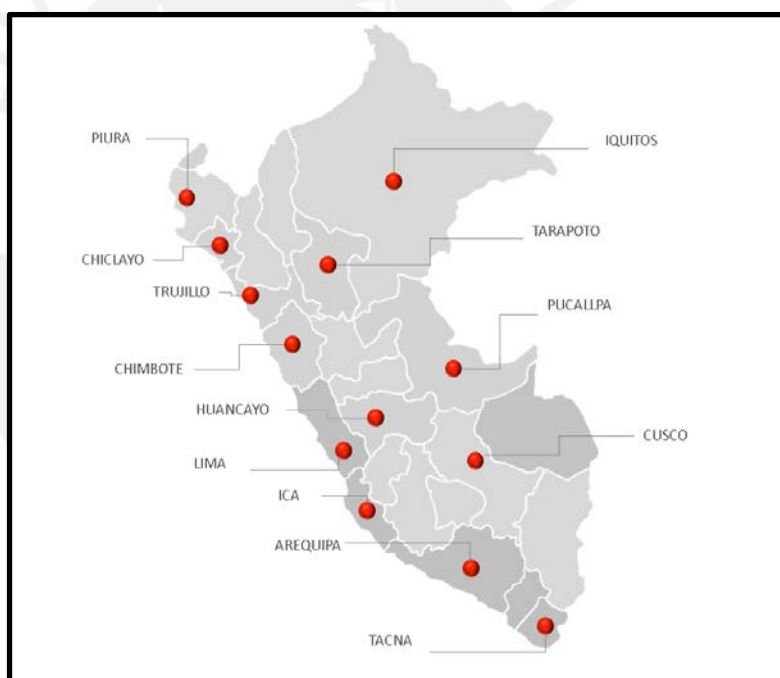 PIURA
IQUITOS
TARAPOTO
CHICLAYO
TRUJILLO
PUCALLPA
CHIMBOTE
HUANCAYO
CUSCO
LIMA
ICA
AREQUIPA
TACNA